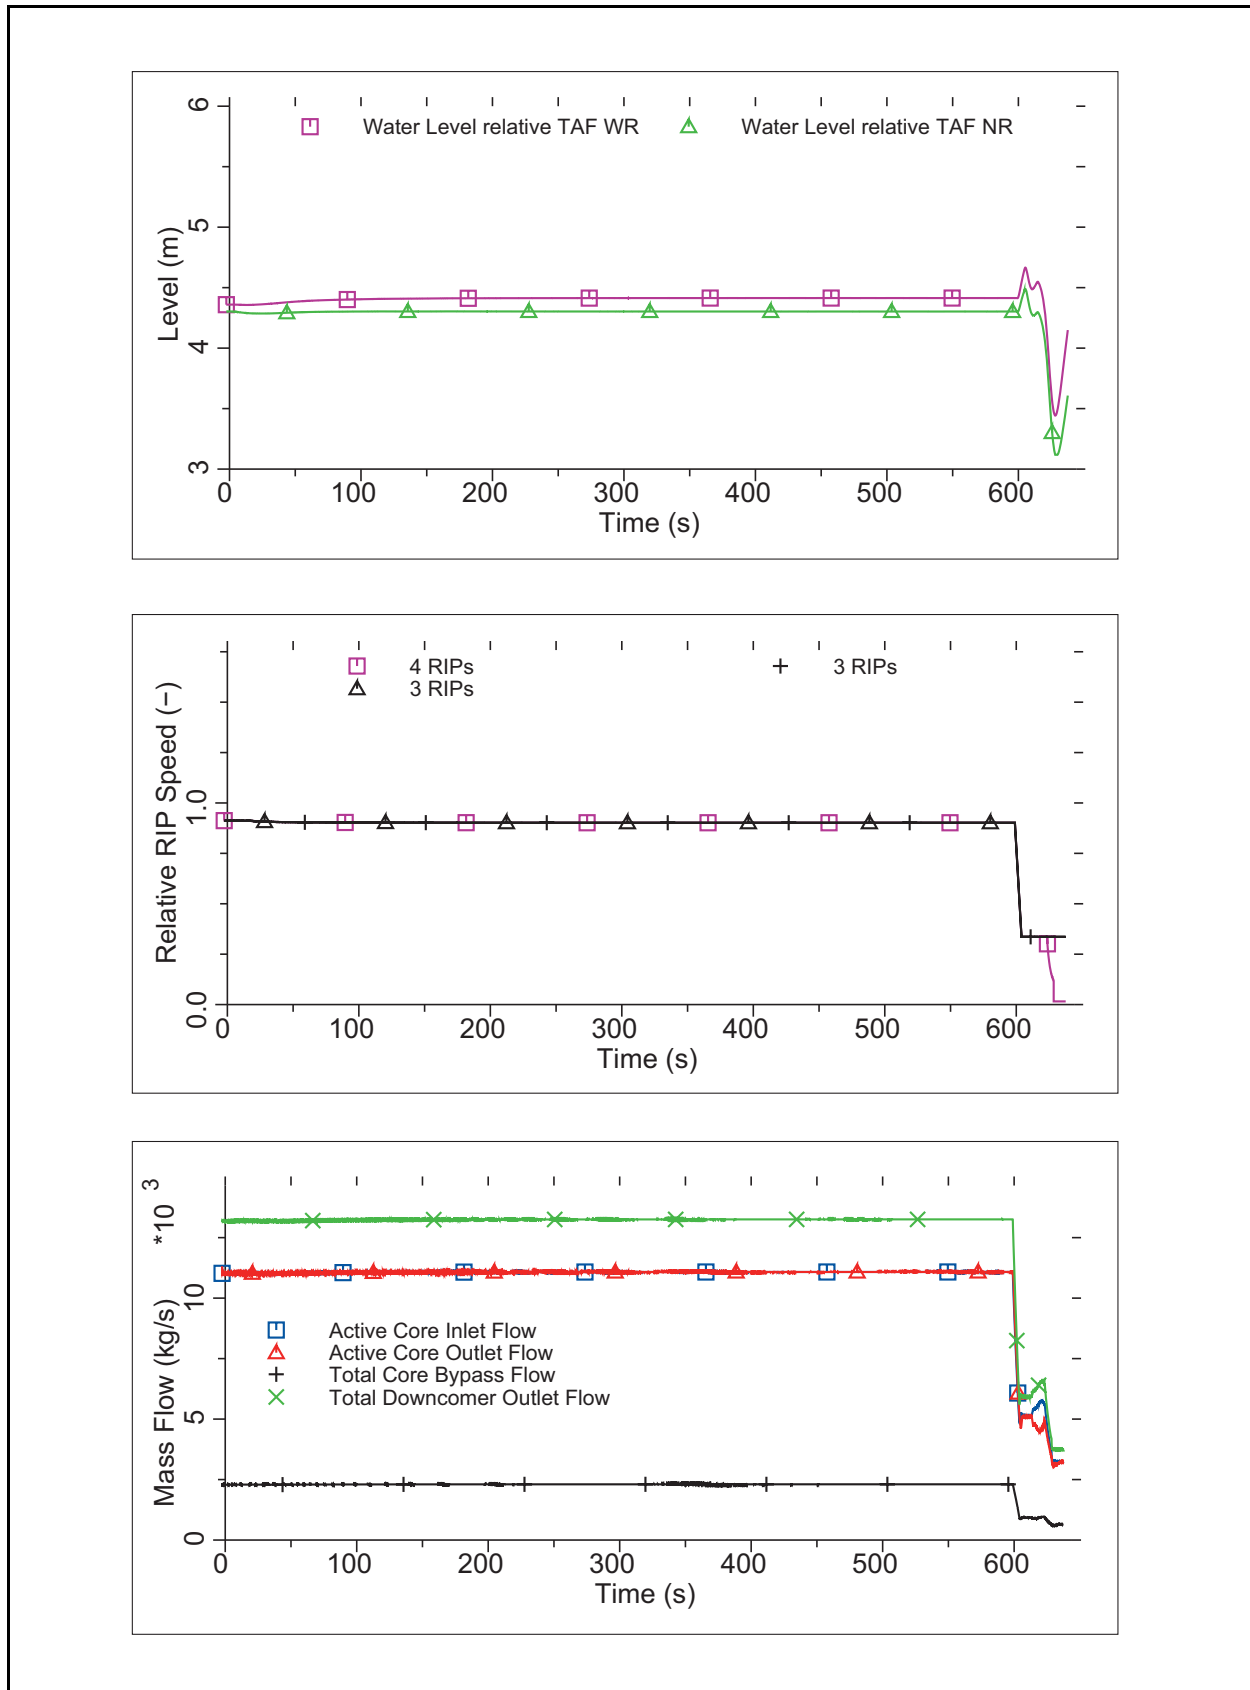 6
5
4
3
Level (m)
Water Level relative TAF WR
Water Level relative TAF NR
0 100 200 300 400 500 600
Time (s)
1.0
0.0
Relative RIP Speed (−)
4 RIPs
3 RIPs
3 RIPs
0 100 200 300 400 500 600
Time (s)
*10 3
10
5
0
Mass Flow (kg/s)
Active Core Inlet Flow
Active Core Outlet Flow
Total Core Bypass Flow
Total Downcomer Outlet Flow
0 100 200 300 400 500 600
Time (s)